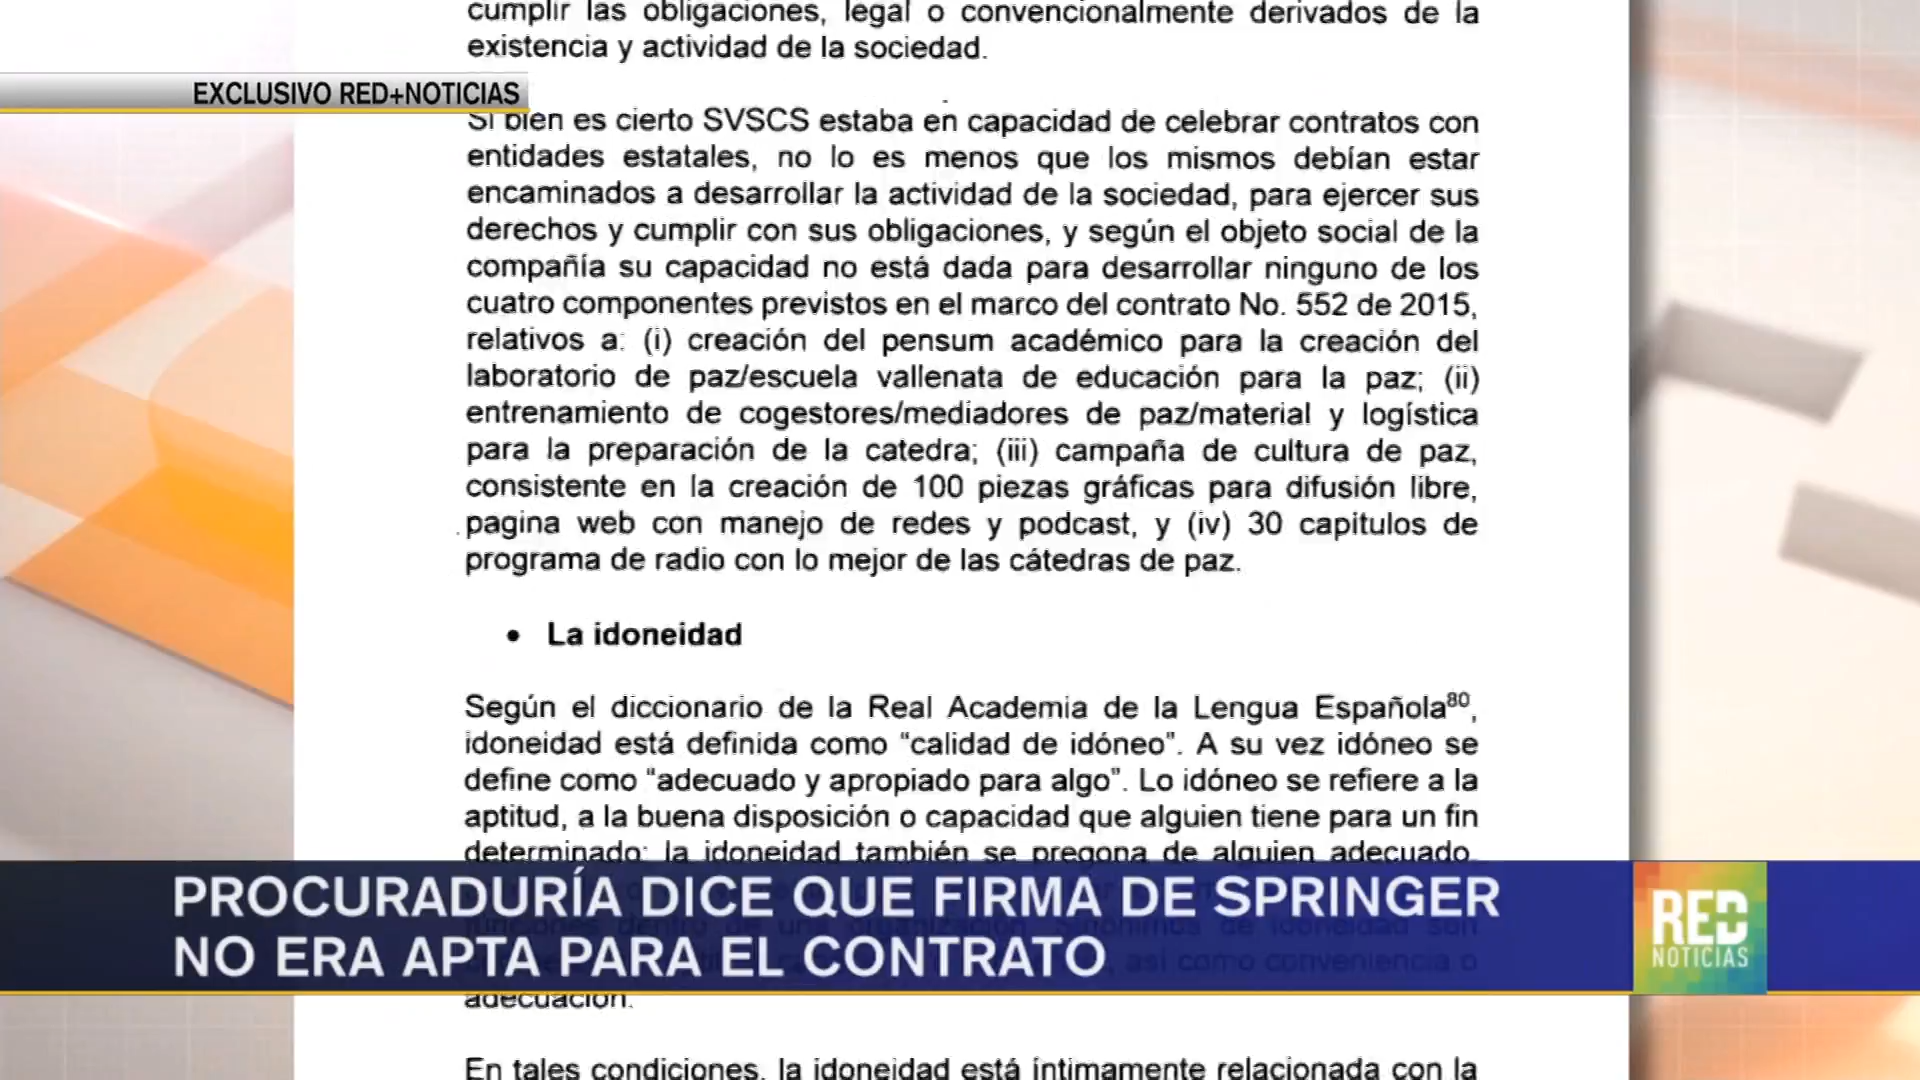 cumplir las obligaciones, legal o convencionalmente derivados de la
existencia y actividad de la sociedad.
EXCLUSIVO RED+NOTICIAS
Si bien es cierto SVSCS estaba en capacidad de celebrar contratos con
entidades estatales, no lo es menos que los mismos debían estar
encaminados a desarrollar la actividad de la sociedad, para ejercer sus
derechos y cumplir con sus obligaciones, y según el objeto social de la
compañía su capacidad no está dada para desarrollar ninguno de los
cuatro componentes previstos en el marco del contrato No. 552 de 2015,
relativos a: (i) creación del pensum académico para la creación del
laboratorio de paz/escuela vallenata de educación para la paz; (ii)
entrenamiento de cogestores/mediadores de paz/material y logística
para la preparación de la catedra; (iii) campaña de cultura de paz,
consistente en la creación de 100 piezas gráficas para difusión libre,
pagina web con manejo de redes y podcast, y (iv) 30 capitulos de
programa de radio con lo mejor de las cátedras de paz.
• La idoneidad
Según el diccionario de la Real Academia de la Lengua Española80,
idoneidad está definida como “calidad de idóneo”. A su vez idóneo se
define como “adecuado y apropiado para algo”. Lo idóneo se refiere a la
aptitud, a la buena disposición o capacidad que alguien tiene para un fin
determinado; la idoneidad también se pregona de alguien adecuado,
PROCURADURÍA DICE QUE FIRMA DE SPRINGER
NO ERA APTA PARA EL CONTRATO
RED+
NOTICIAS
así como conveniencia o
adecuación.
En tales condiciones, la idoneidad está íntimamente relacionada con la